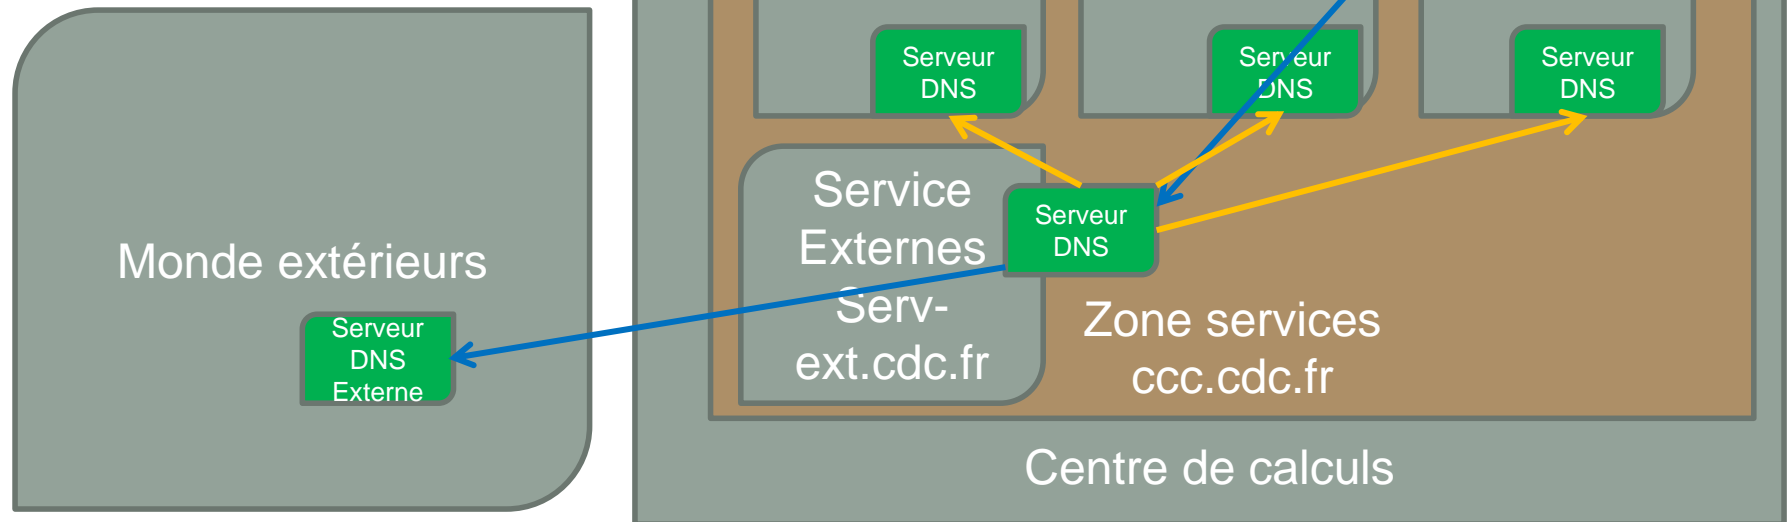 Serveur
DNS
Serveur
DNS
Serveur
DNS
Service
Externes
Serv-
ext.cdc.fr
Serveur
DNS
Monde extérieurs
Serveur
DNS
Externe
Zone services
ccc.cdc.fr
Centre de calculs